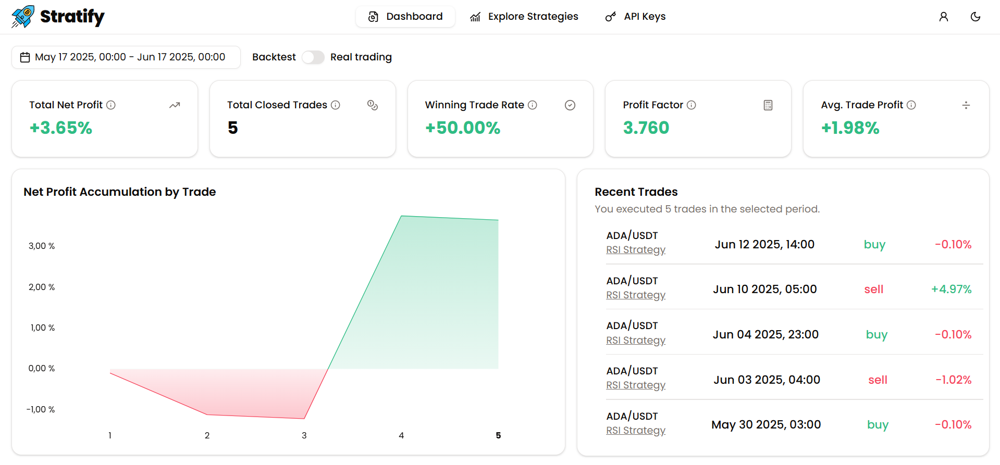 Stratify
Dashboard
Explore Strategies
API Keys
May 17 2025, 00:00 - Jun 17 2025, 00:00
Backtest
Real trading
Total Net Profit
+3.65%
Total Closed Trades
5
Winning Trade Rate
+50.00%
Profit Factor
3.760
Avg. Trade Profit
+1.98%
Net Profit Accumulation by Trade
3,00 %
2,00 %
1,00 %
0,00 %
-1,00 %
1 2 3 4 5
Recent Trades
You executed 5 trades in the selected period.
ADA/USDT
RSI Strategy
Jun 12 2025, 14:00 buy -0.10%
ADA/USDT
RSI Strategy
Jun 10 2025, 05:00 sell +4.97%
ADA/USDT
RSI Strategy
Jun 04 2025, 23:00 buy -0.10%
ADA/USDT
RSI Strategy
Jun 03 2025, 04:00 sell -1.02%
ADA/USDT
RSI Strategy
May 30 2025, 03:00 buy -0.10%